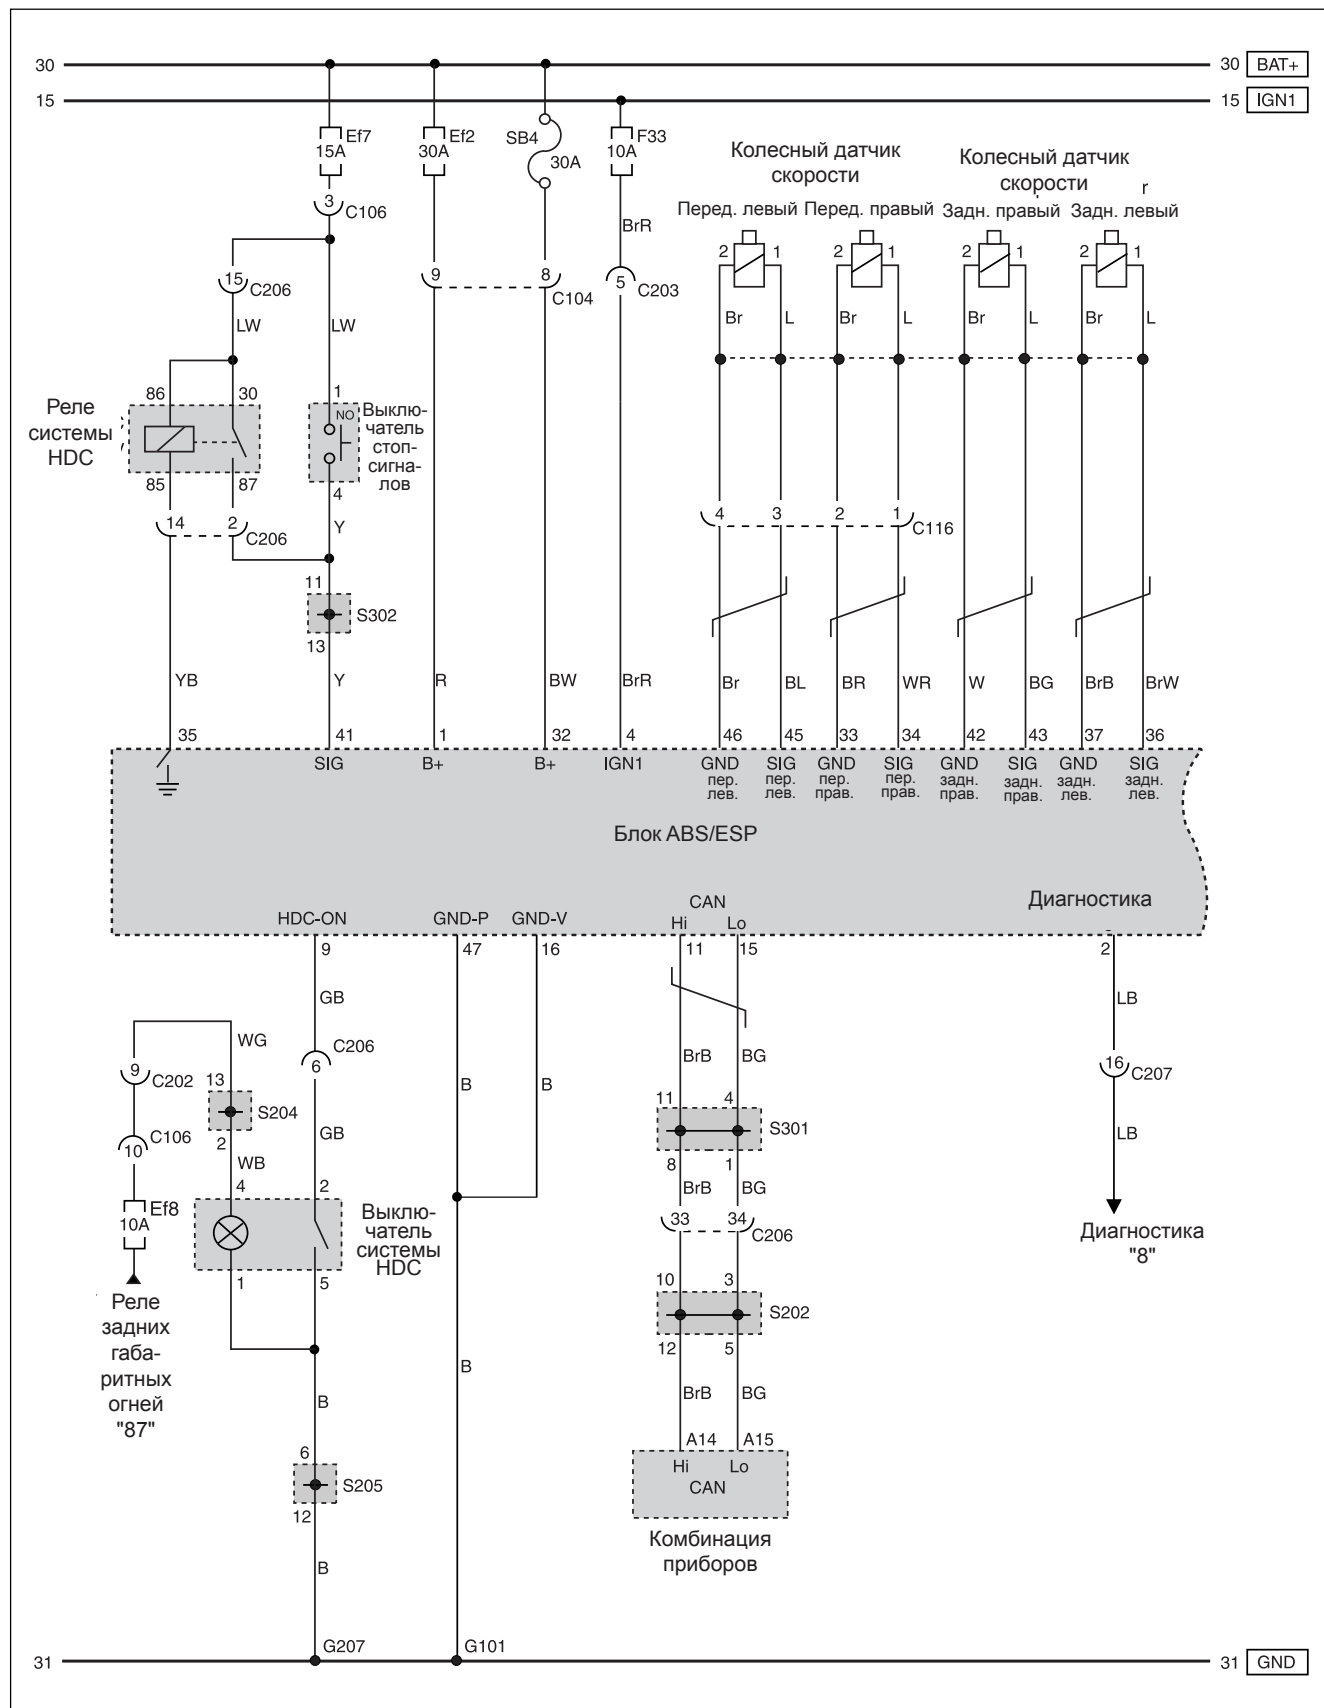 30
30 BAT+
15
15 IGN1
Ef7
15A
Ef2
30A
SB4
30A
F33
10A
Колесный датчик
скорости
Колесный датчик
скорости
r
Перед. левый
Перед. правый
Задн. правый
Задн. левый
3
C106
BrR
2 1
2 1
2 1
2 1
15
C206
9
8
C104
5
C203
LW
LW
Br L
Br L
Br L
Br L
86
30
1
NO
Реле
системы
HDC
Выклю-
чатель
стоп-
сигна-
лов
85
87
4
14
2
C206
Y
4
3
2
1
C116
11
S302
13
YB
Y
R
BW
BrR
Br
BL
BR
WR
W
BG
BrB
BrW
35
41
1
32
4
46
45
33
34
42
43
37
36
SIG
B+
B+
IGN1
GND
пер.
лев.
SIG
пер.
лев.
GND
пер.
прав.
SIG
пер.
прав.
GND
задн.
прав.
SIG
задн.
прав.
GND
задн.
лев.
SIG
задн.
лев.
Блок ABS/ESP
HDC-ON
GND-P
GND-V
CAN
Hi
Lo
Диагностика
9
47
16
11
15
2
GB
LB
WG
C206
6
BrB
BG
9
C202
13
S204
B
B
16
C207
11
4
S301
10
C106
2
GB
LB
8
1
WB
BrB
BG
Ef8
10A
4
2
Выклю-
чатель
системы
HDC
33
34
C206
Диагностика
"8"
1
5
10
3
S202
Реле
задних
габа-
ритных
огней
"87"
12
5
B
B
BrB
BG
6
S205
12
A14
A15
Hi
Lo
CAN
Комбинация
приборов
B
G207
G101
31
31 GND